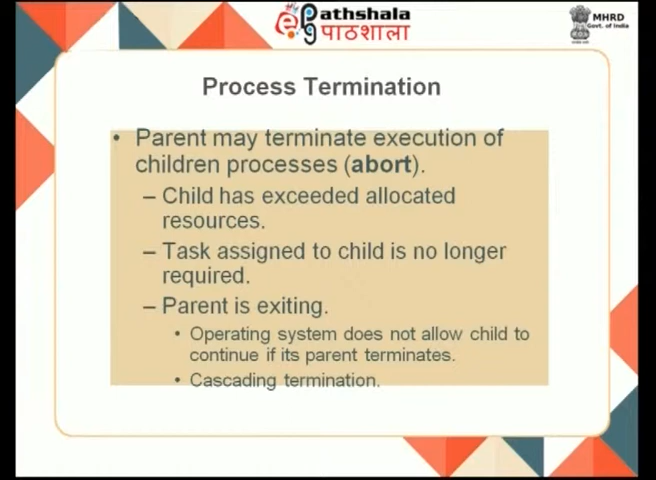 ePathshala
पाठशाला
MHRD
Govt. of India
Process Termination
• Parent may terminate execution of
children processes (abort).
– Child has exceeded allocated
resources.
– Task assigned to child is no longer
required.
– Parent is exiting.
• Operating system does not allow child to
continue if its parent terminates.
• Cascading termination.